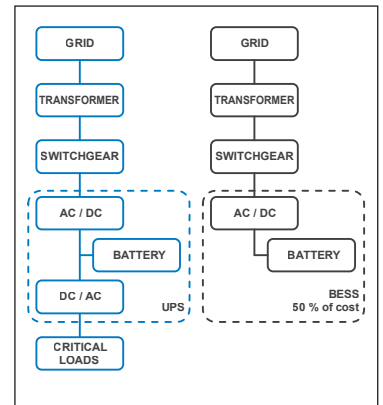 GRID
TRANSFORMER
SWITCHGEAR
AC / DC
BATTERY
DC / AC
UPS
CRITICAL
LOADS
GRID
TRANSFORMER
SWITCHGEAR
AC / DC
BATTERY
BESS
50 % of cost